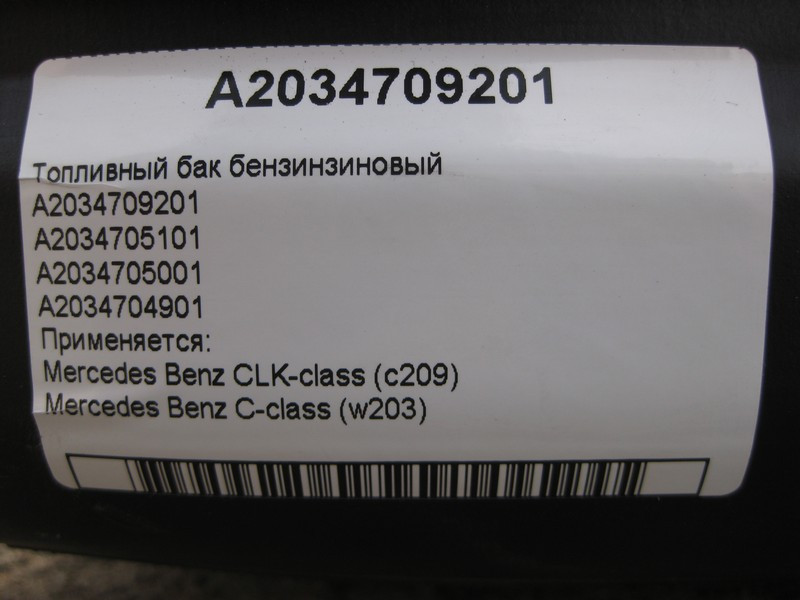 A2034709201
Топливный бак бензинзиновый
A2034709201
A2034705101
A2034705001
A2034704901
Применяется:
Mercedes Benz CLK-class (c209)
Mercedes Benz C-class (w203)